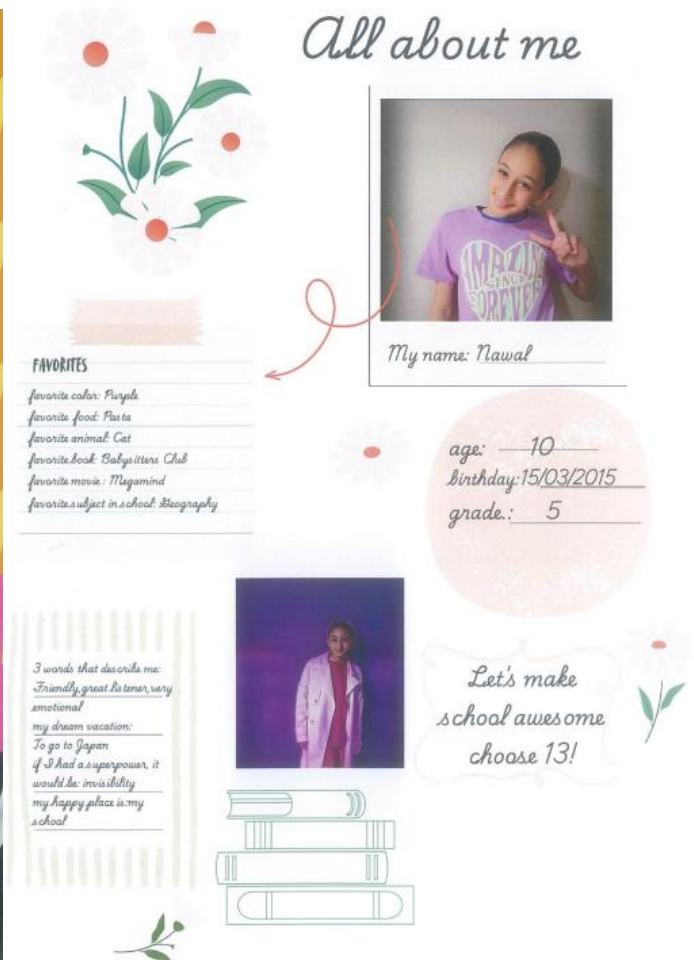 All about me
AMAZING
SINCE
FOREVER
My name: Nawal
FAVORITES
favorite color: Purple
favorite food: Pasta
favorite animal: Cat
favorite book: Babysitters Club
favorite movie: Megamind
favorite subject in school: Geography
age: 10
birthday: 15/03/2015
grade.: 5
3 words that describe me:
Friendly, great listener, very
emotional
my dream vacation:
To go to Japan
if I had a superpower, it
would be: invisibility
my happy place is: my
school
Let's make
school awesome
choose 13!